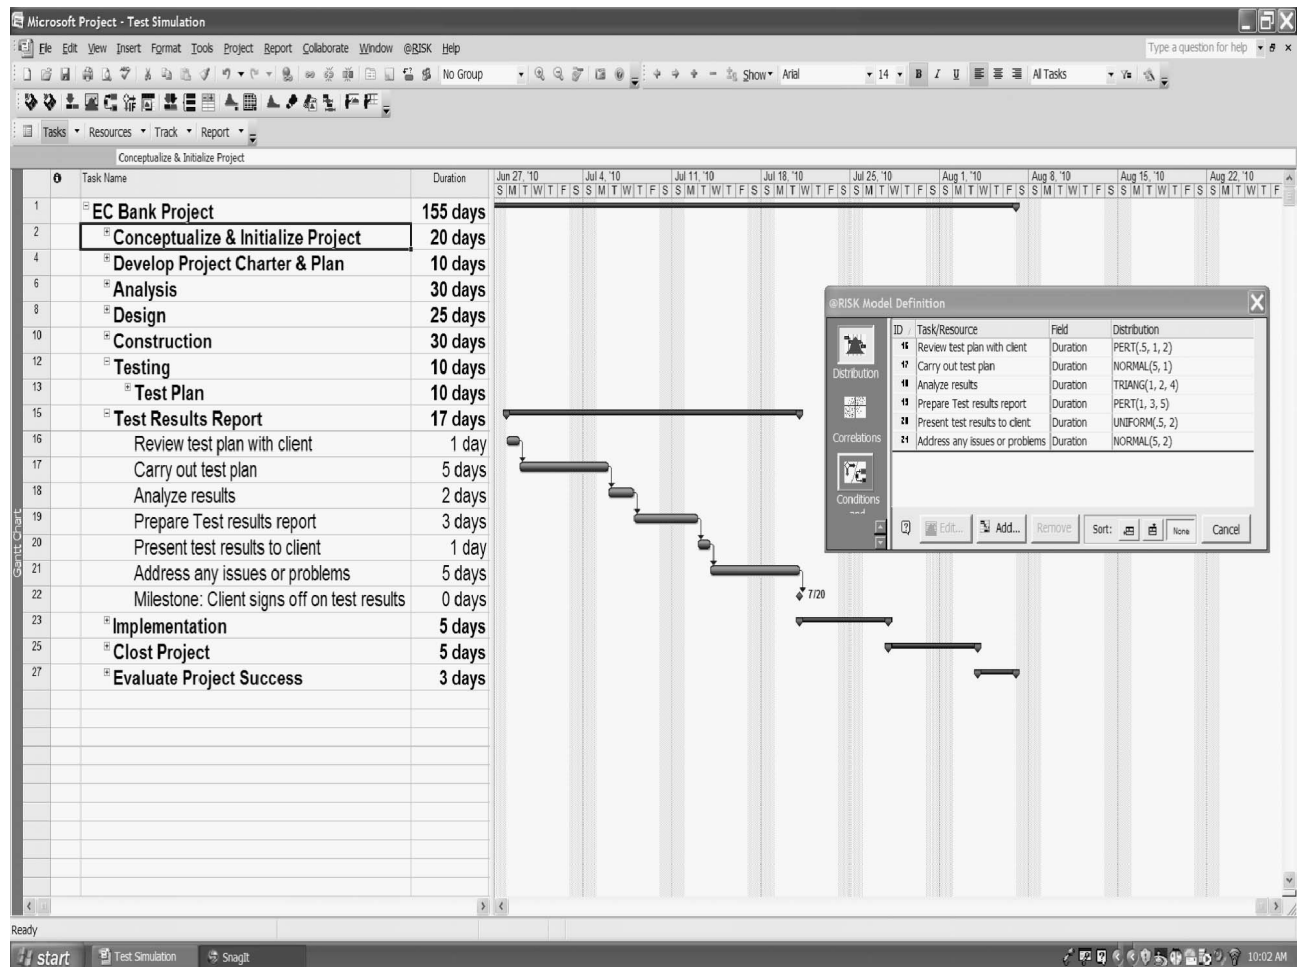 Microsoft Project - Test Simulation
File Edit View Insert Format Tools Project Report Collaborate Window @RISK Help Type a question for help
No Group Show Arial 14 B I U All Tasks
Tasks Resources Track Report
Conceptualize & Initialize Project
Task Name Duration Jun 27, '10 Jul 4, '10 Jul 11, '10 Jul 18, '10 Jul 25, '10 Aug 1, '10 Aug 8, '10 Aug 15, '10 Aug 22, '10
S M T W T F S S M T W T F S S M T W T F S S M T W T F S S M T W T F S S M T W T F S S M T W T F S S M T W T F S S M T W T F
1 EC Bank Project 155 days
2 Conceptualize & Initialize Project 20 days
4 Develop Project Charter & Plan 10 days
6 Analysis 30 days
8 Design 25 days
10 Construction 30 days
12 Testing 10 days
13 Test Plan 10 days
15 Test Results Report 17 days
16 Review test plan with client 1 day
17 Carry out test plan 5 days
18 Analyze results 2 days
19 Prepare Test results report 3 days
20 Present test results to client 1 day
21 Address any issues or problems 5 days
22 Milestone: Client signs off on test results 0 days 7/20
23 Implementation 5 days
25 Clost Project 5 days
27 Evaluate Project Success 3 days
Gantt Chart
@RISK Model Definition
Distribution
Correlations
Conditions
ID Task/Resource Field Distribution
16 Review test plan with client Duration PERT(.5, 1, 2)
17 Carry out test plan Duration NORMAL(5, 1)
18 Analyze results Duration TRIANG(1, 2, 4)
19 Prepare Test results report Duration PERT(1, 3, 5)
20 Present test results to client Duration UNIFORM(.5, 2)
21 Address any issues or problems Duration NORMAL(5, 2)
Edit... Add... Remove Sort: None Cancel
Ready
start Test Simulation SnagIt 10:02 AM